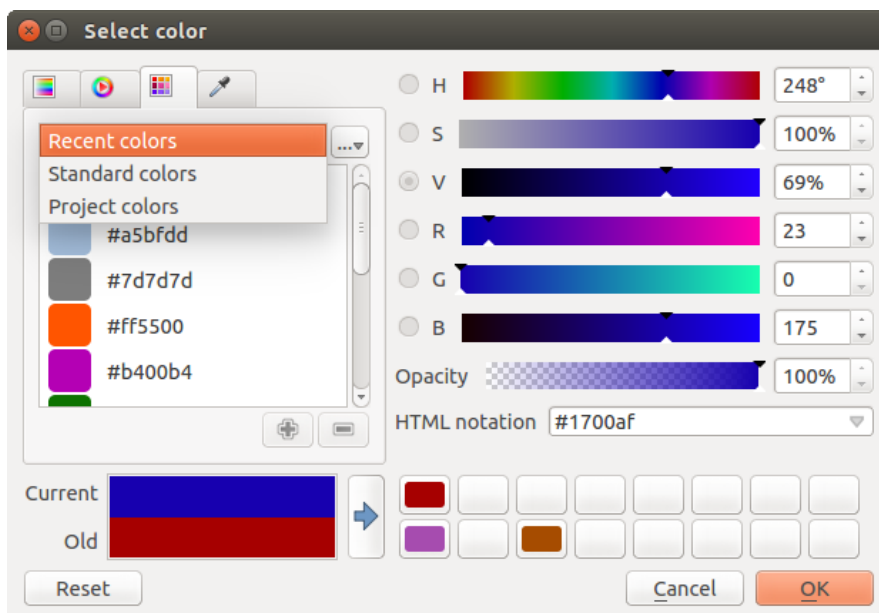 Select color
Recent colors
...
Standard colors
Project colors
#a5bfdd
#7d7d7d
#ff5500
#b400b4
H 248°
S 100%
V 69%
R 23
G 0
B 175
Opacity 100%
HTML notation #1700af
Current
Old
Reset
Cancel
OK